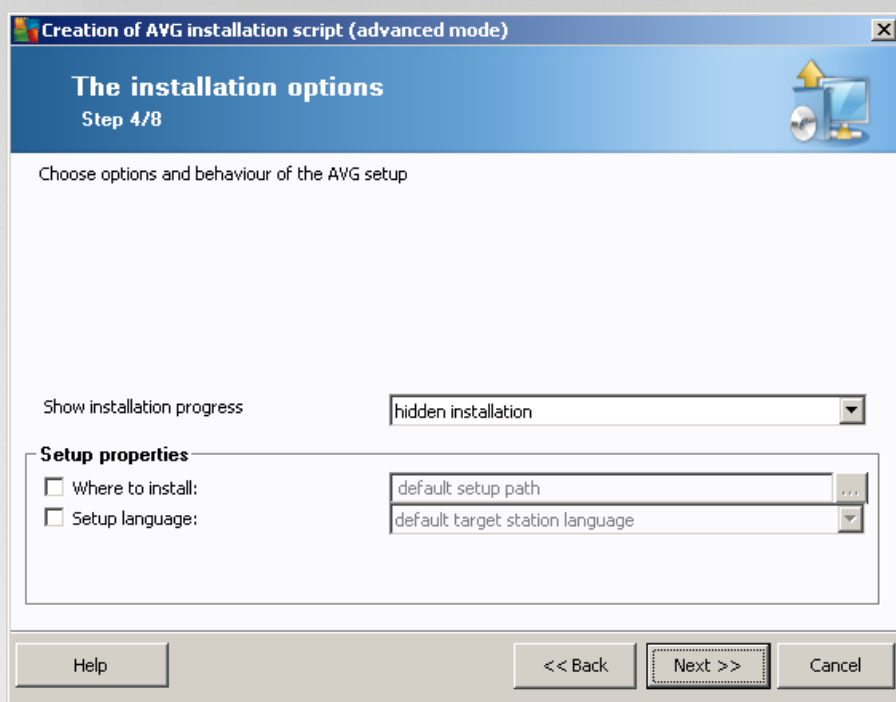 Creation of AVG installation script (advanced mode)
The installation options
Step 4/8
Choose options and behaviour of the AVG setup
Show installation progress
hidden installation
Setup properties
Where to install:
default setup path
...
Setup language:
default target station language
Help
<< Back
Next >>
Cancel